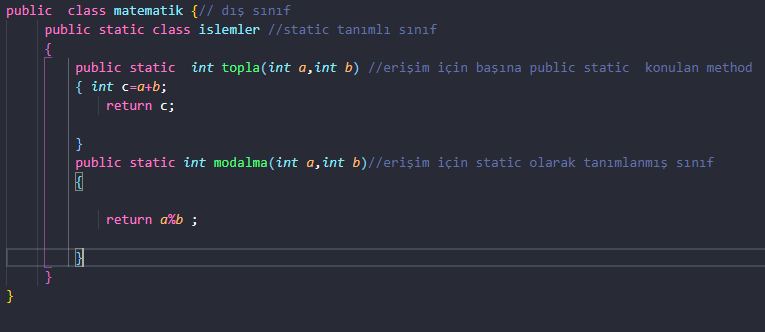 public  class matematik {// dış sınıf
public static class islemler //static tanımlı sınıf
{
public static  int topla(int a,int b) //erişim için başına public static  konulan method
{ int c=a+b;
return c;
}
public static int modalma(int a,int b)//erişim için static olarak tanımlanmış sınıf
{
return a%b ;
}
}
}